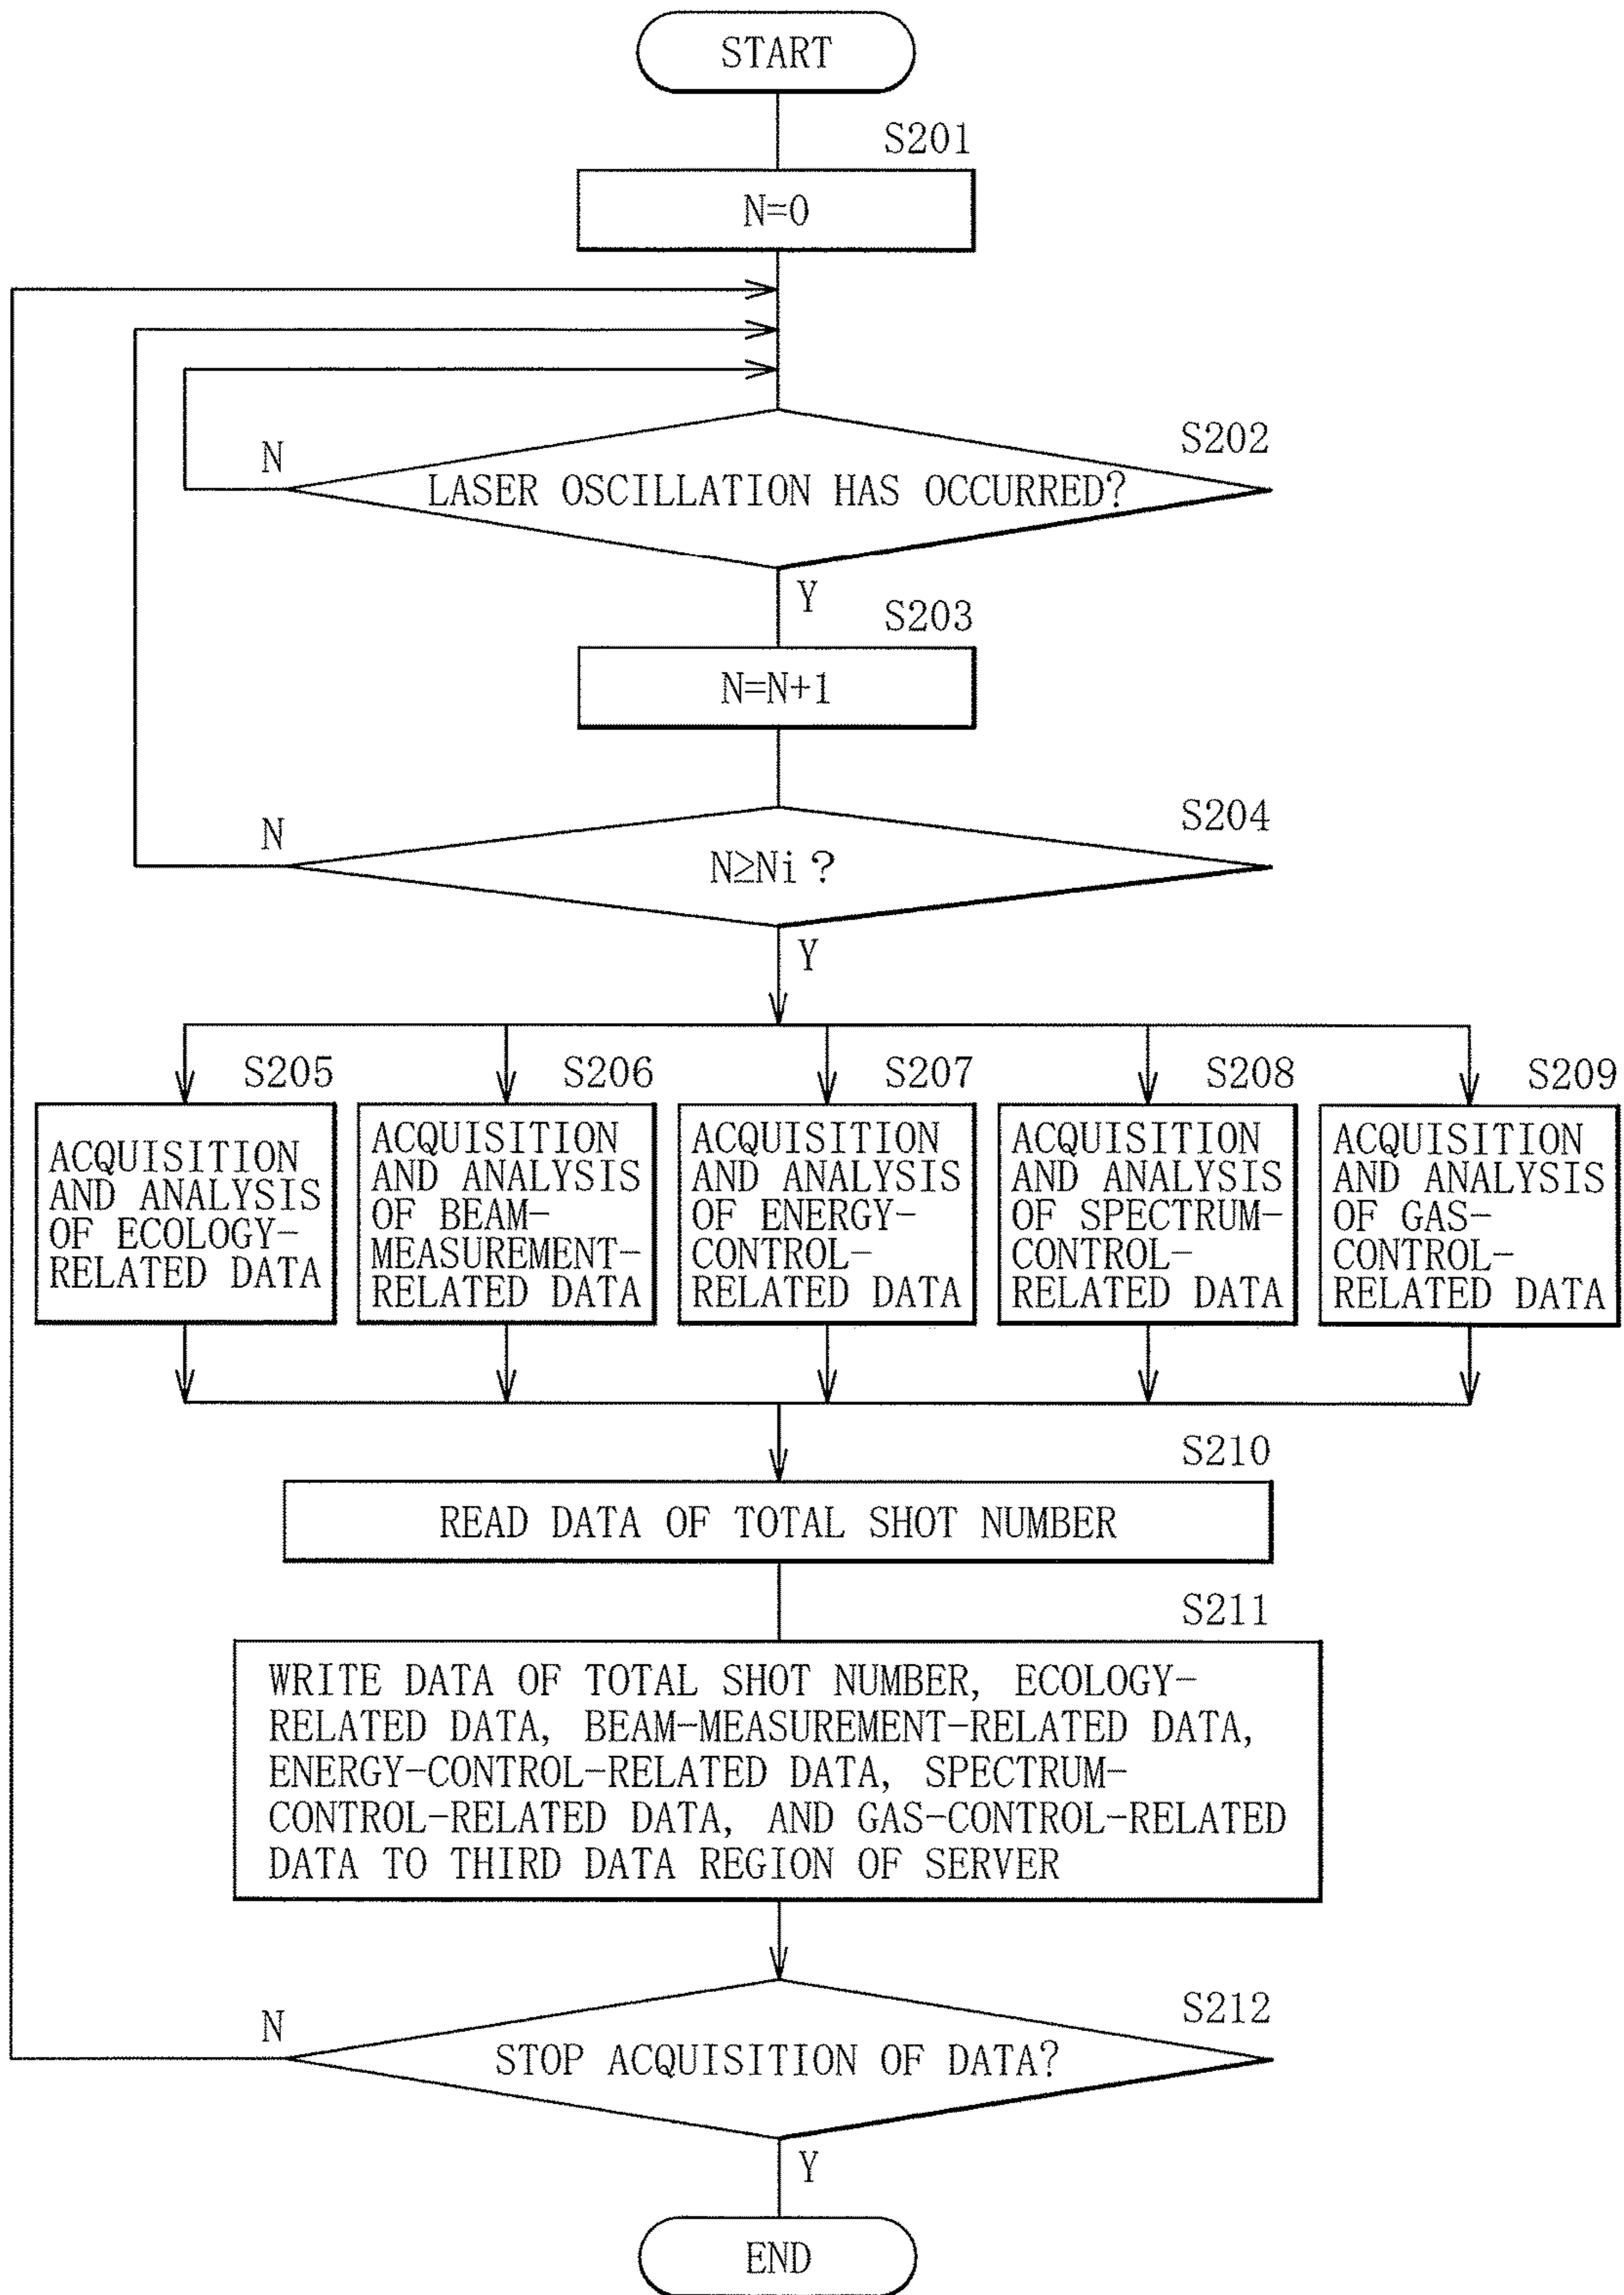 START
S201
N=0
N
S202
LASER OSCILLATION HAS OCCURRED?
Y
S203
N=N+1
N
S204
N≥Ni?
Y
S205
ACQUISITION
AND ANALYSIS
OF ECOLOGY-
RELATED DATA
S206
ACQUISITION
AND ANALYSIS
OF BEAM-
MEASUREMENT-
RELATED DATA
S207
ACQUISITION
AND ANALYSIS
OF ENERGY-
CONTROL-
RELATED DATA
S208
ACQUISITION
AND ANALYSIS
OF SPECTRUM-
CONTROL-
RELATED DATA
S209
ACQUISITION
AND ANALYSIS
OF GAS-
CONTROL-
RELATED DATA
S210
READ DATA OF TOTAL SHOT NUMBER
S211
WRITE DATA OF TOTAL SHOT NUMBER, ECOLOGY-
RELATED DATA, BEAM-MEASUREMENT-RELATED DATA,
ENERGY-CONTROL-RELATED DATA, SPECTRUM-
CONTROL-RELATED DATA, AND GAS-CONTROL-RELATED
DATA TO THIRD DATA REGION OF SERVER
N
S212
STOP ACQUISITION OF DATA?
Y
END